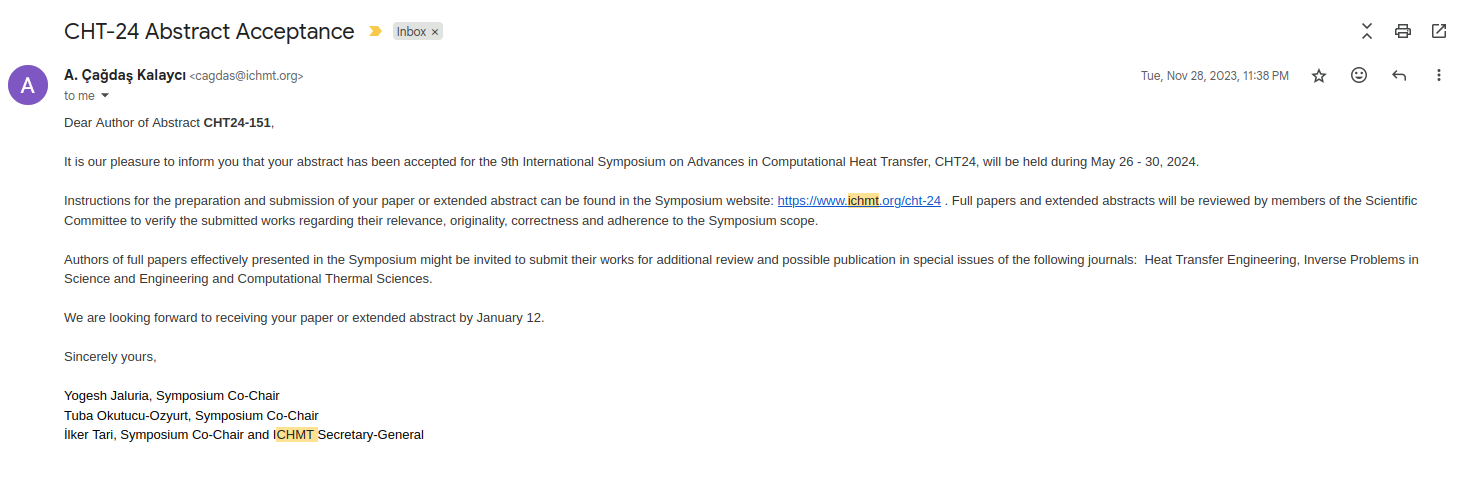 CHT-24 Abstract Acceptance Inbox ×
A
A. Çağdaş Kalaycı <cagdas@ichmt.org> Tue, Nov 28, 2023, 11:38 PM
to me
Dear Author of Abstract CHT24-151,
It is our pleasure to inform you that your abstract has been accepted for the 9th International Symposium on Advances in Computational Heat Transfer, CHT24, will be held during May 26 - 30, 2024.
Instructions for the preparation and submission of your paper or extended abstract can be found in the Symposium website: https://www.ichmt.org/cht-24 . Full papers and extended abstracts will be reviewed by members of the Scientific
Committee to verify the submitted works regarding their relevance, originality, correctness and adherence to the Symposium scope.
Authors of full papers effectively presented in the Symposium might be invited to submit their works for additional review and possible publication in special issues of the following journals:  Heat Transfer Engineering, Inverse Problems in
Science and Engineering and Computational Thermal Sciences.
We are looking forward to receiving your paper or extended abstract by January 12.
Sincerely yours,
Yogesh Jaluria, Symposium Co-Chair
Tuba Okutucu-Ozyurt, Symposium Co-Chair
İlker Tari, Symposium Co-Chair and ICHMT Secretary-General